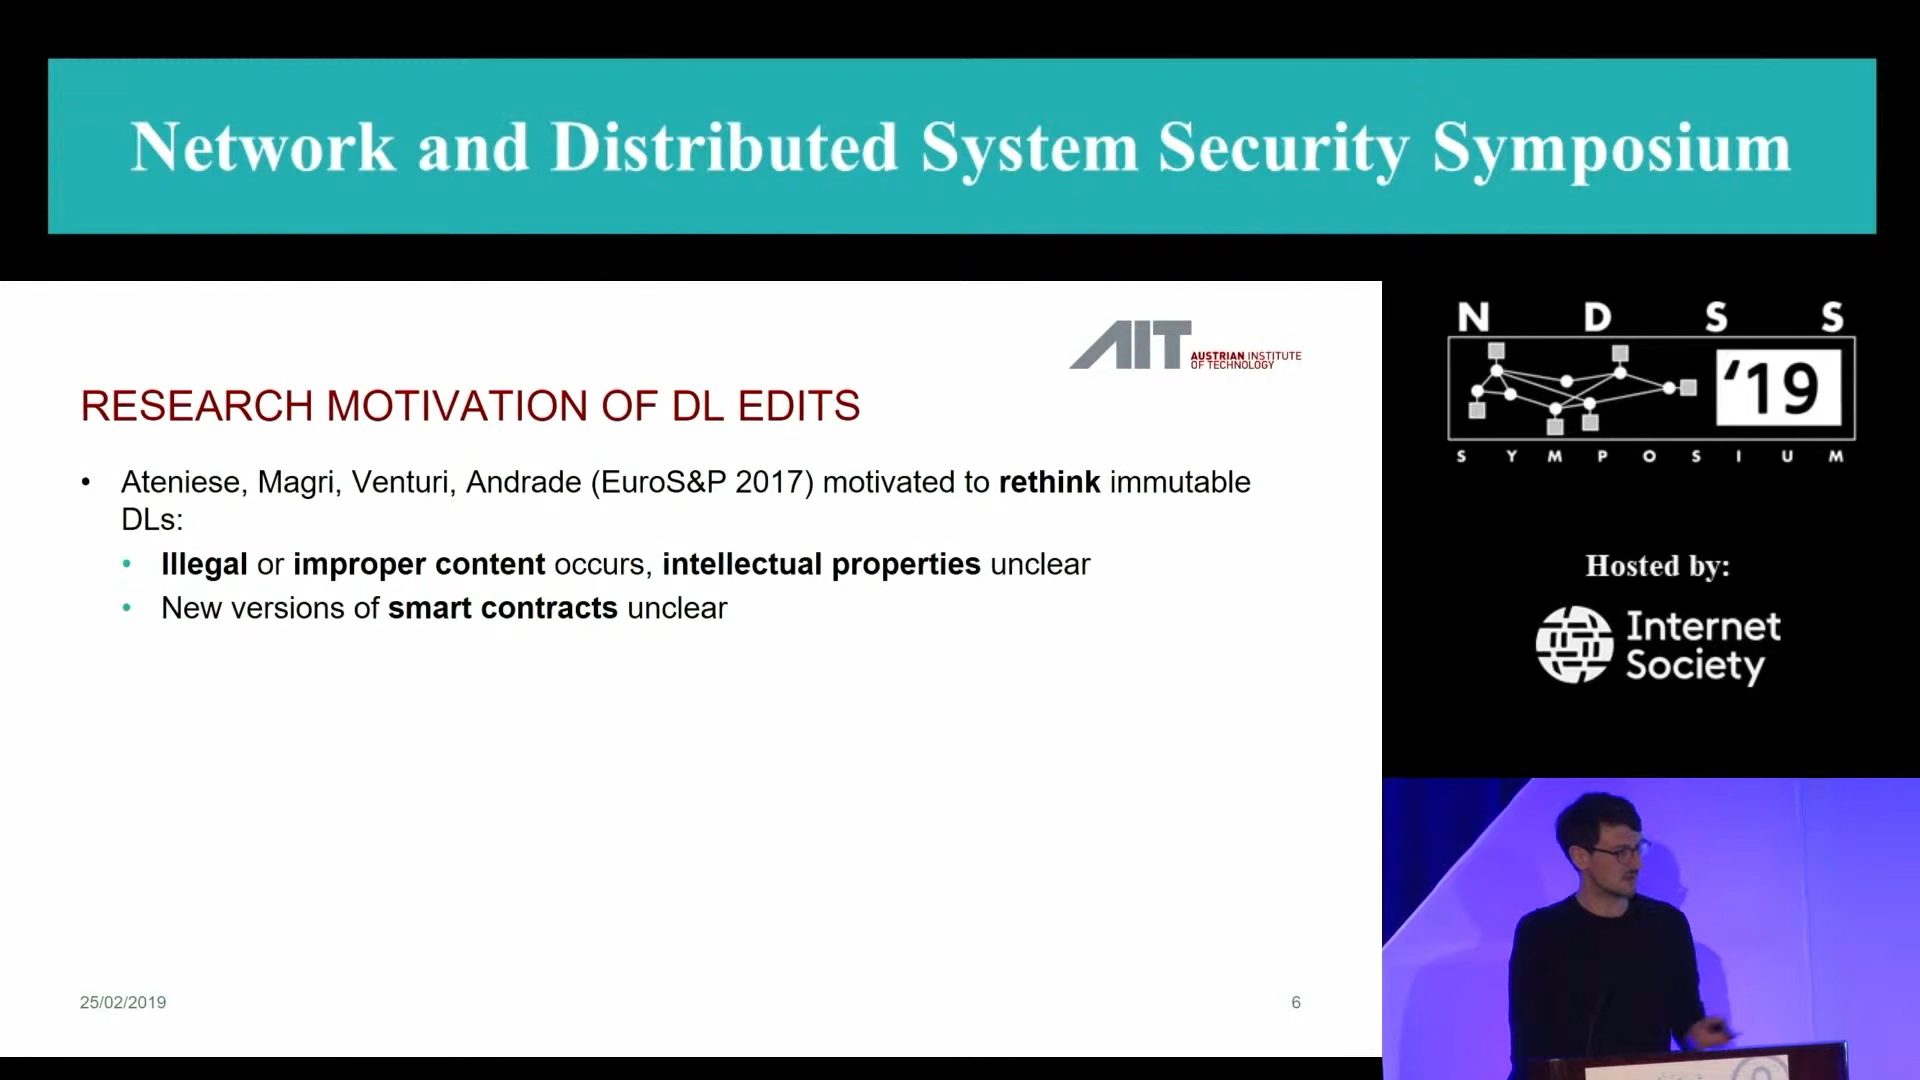 Network and Distributed System Security Symposium
AIT
AUSTRIAN INSTITUTE
OF TECHNOLOGY
RESEARCH MOTIVATION OF DL EDITS
• Ateniese, Magri, Venturi, Andrade (EuroS&P 2017) motivated to rethink immutable
DLs:
• Illegal or improper content occurs, intellectual properties unclear
• New versions of smart contracts unclear
25/02/2019
6
N D S S
'19
S Y M P O S I U M
Hosted by:
Internet
Society